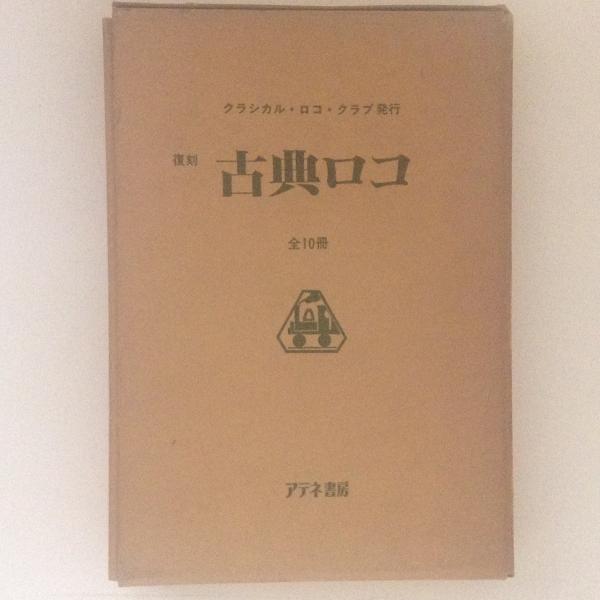 クラシカル・ロコ・クラブ発行
復刻 古典ロコ
全10冊
アテネ書房